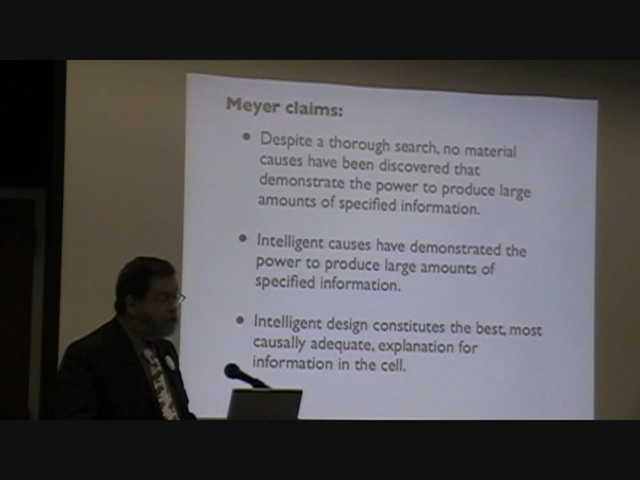 Meyer claims:
• Despite a thorough search, no material
causes have been discovered that
demonstrate the power to produce large
amounts of specified information.
• Intelligent causes have demonstrated the
power to produce large amounts of
specified information.
• Intelligent design constitutes the best, most
causally adequate, explanation for
information in the cell.